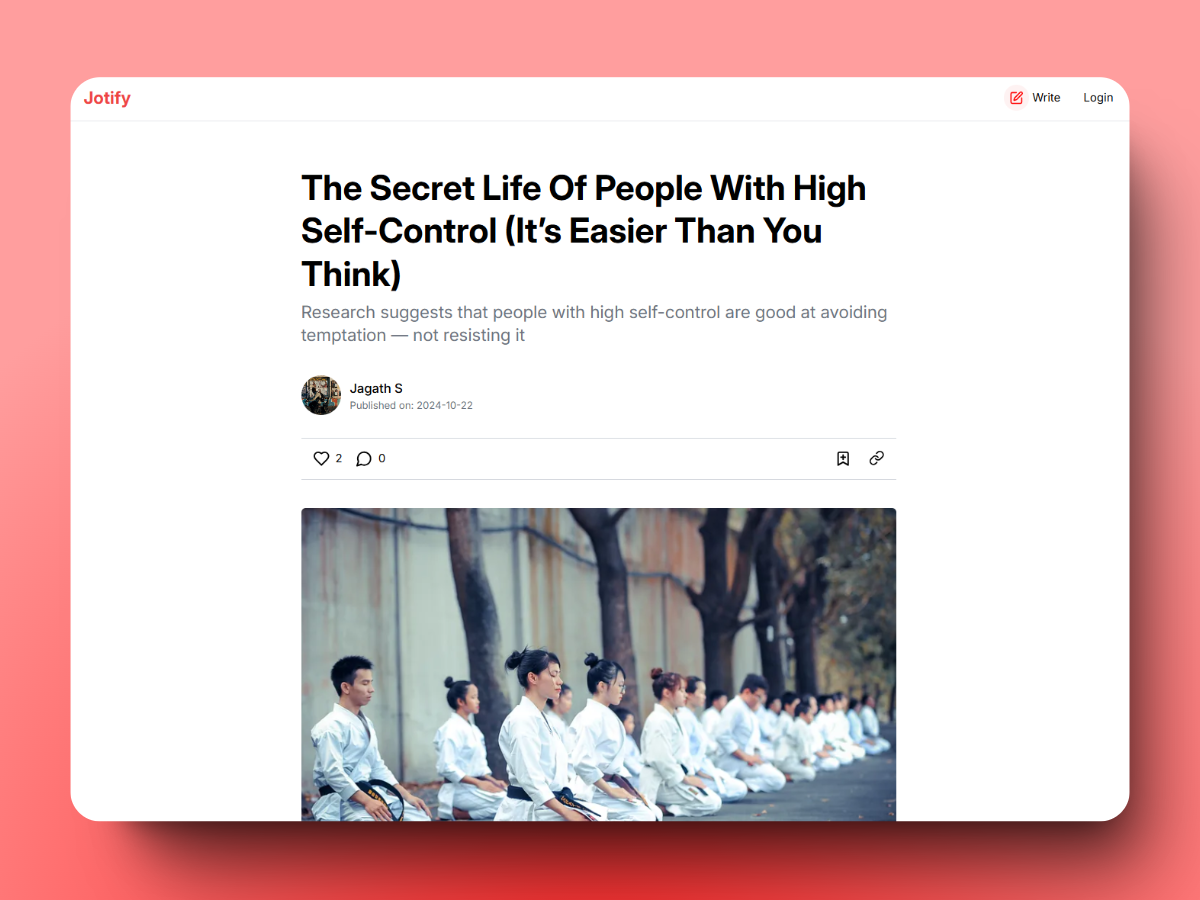 Jotify
Write
Login
The Secret Life Of People With High
Self-Control (It’s Easier Than You
Think)
Research suggests that people with high self-control are good at avoiding
temptation — not resisting it
Jagath S
Published on: 2024-10-22
2
0